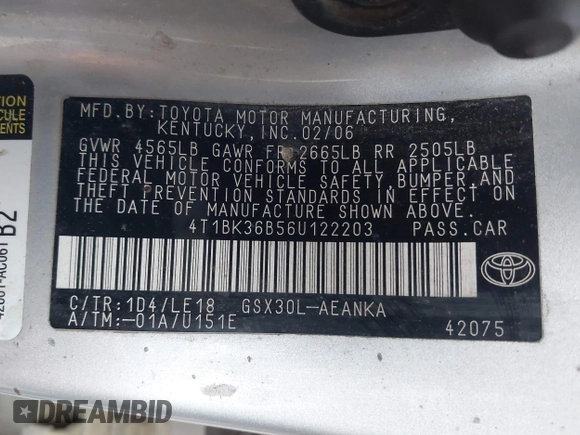 MFD.BY:TOYOTA MOTOR MANUFACTURING,
KENTUCKY,INC.02/06
GVWR 4565LB GAWR FR 2665LB RR 2505LB
THIS VEHICLE CONFORMS TO ALL APPLICABLE
FEDERAL MOTOR VEHICLE SAFETY,BUMPER,AND
THEFT PREVENTION STANDARDS IN EFFECT ON
THE DATE OF MANUFACTURE SHOWN ABOVE.
4T1BK36B56U122203 PASS.CAR
C/TR:1D4/LE18 GSX30L-AEANKA
A/TM:-01A/U151E
42075
TOYOTA
B2
DREAMBID